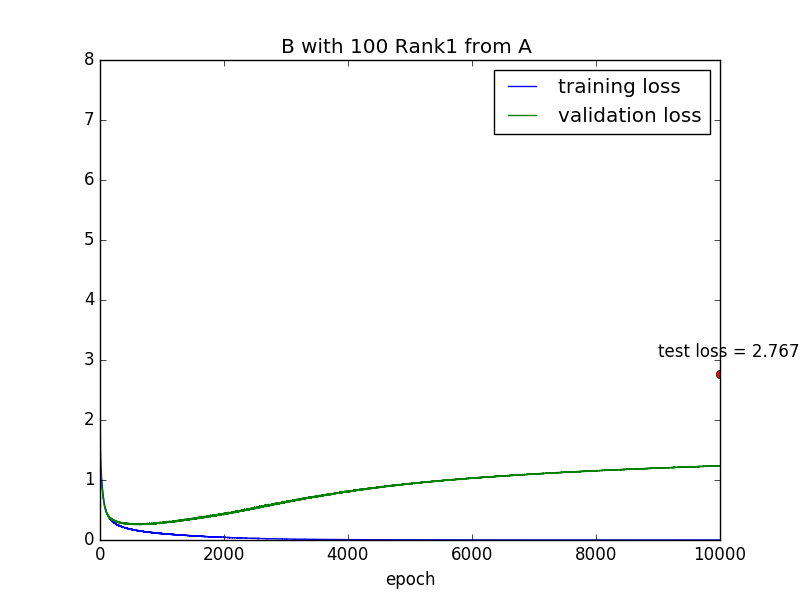 B with 100 Rank1 from A
8
7
6
5
4
3
2
1
0
training loss
validation loss
test loss = 2.767
0 2000 4000 6000 8000 10000
epoch